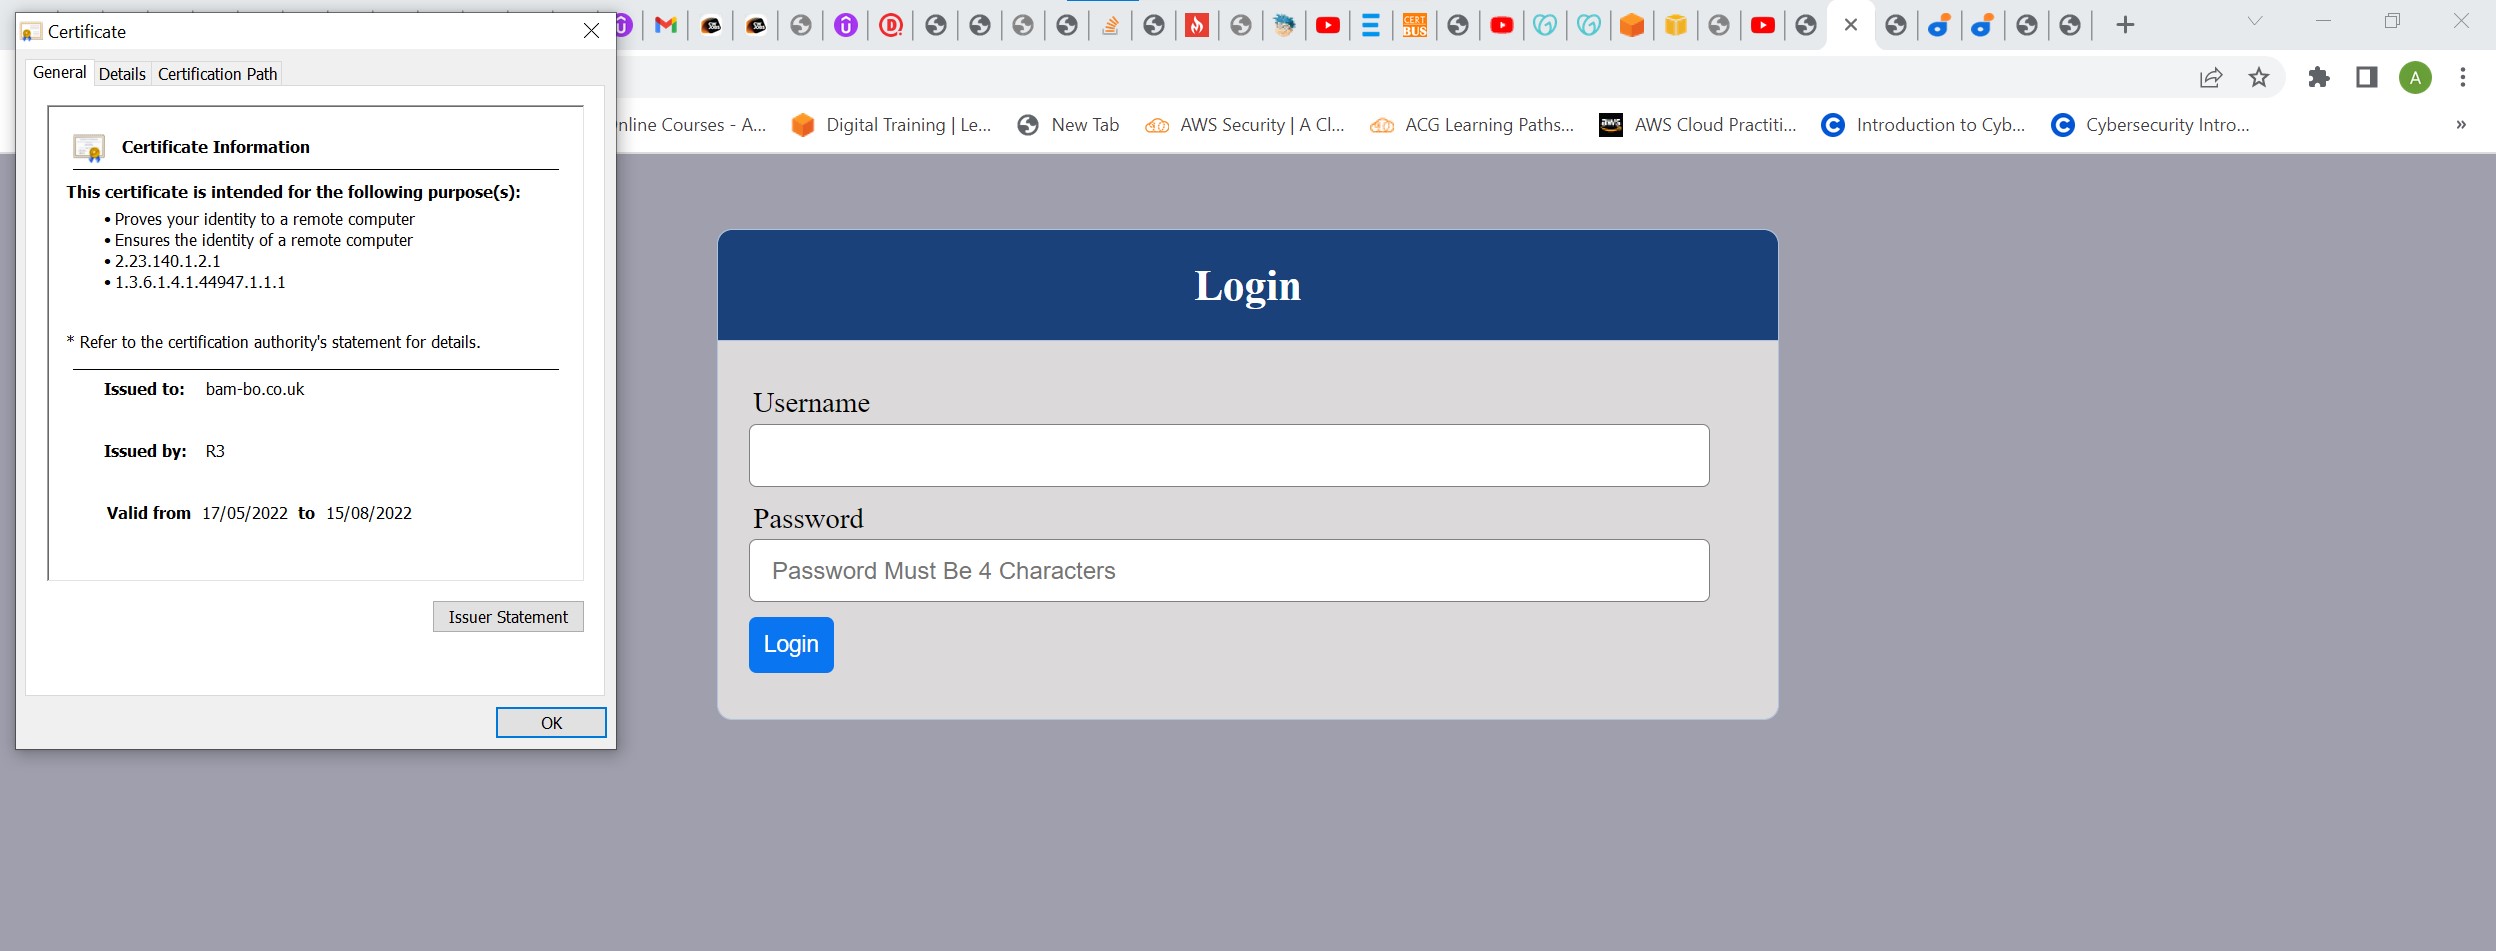 Certificate
General Details Certification Path
Certificate Information
This certificate is intended for the following purpose(s):
• Proves your identity to a remote computer
• Ensures the identity of a remote computer
• 2.23.140.1.2.1
• 1.3.6.1.4.1.44947.1.1.1
* Refer to the certification authority's statement for details.
Issued to: bam-bo.co.uk
Issued by: R3
Valid from 17/05/2022 to 15/08/2022
Issuer Statement
OK
CERT
BUS
A
nline Courses - A...
Digital Training | Le...
New Tab
AWS Security | A Cl...
ACG Learning Paths...
aws
AWS Cloud Practiti...
Introduction to Cyb...
Cybersecurity Intro...
»
Login
Username
Password
Password Must Be 4 Characters
Login